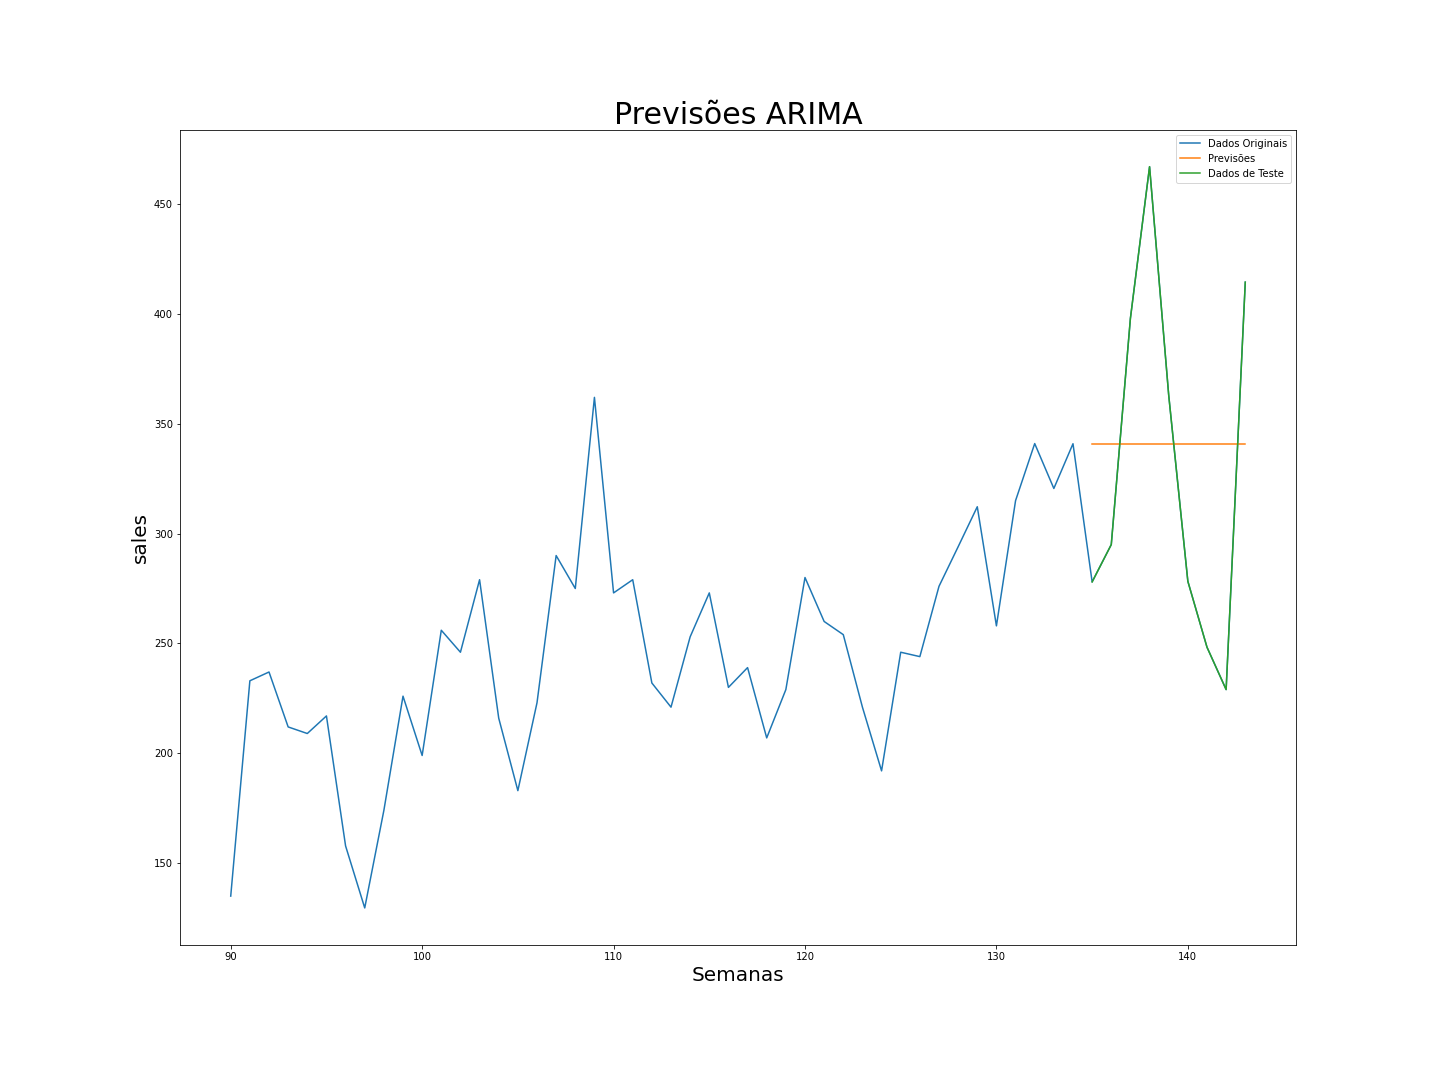 Previsões ARIMA
Dados Originais
Previsões
Dados de Teste
sales
450
400
350
300
250
200
150
90 100 110 120 130 140
Semanas